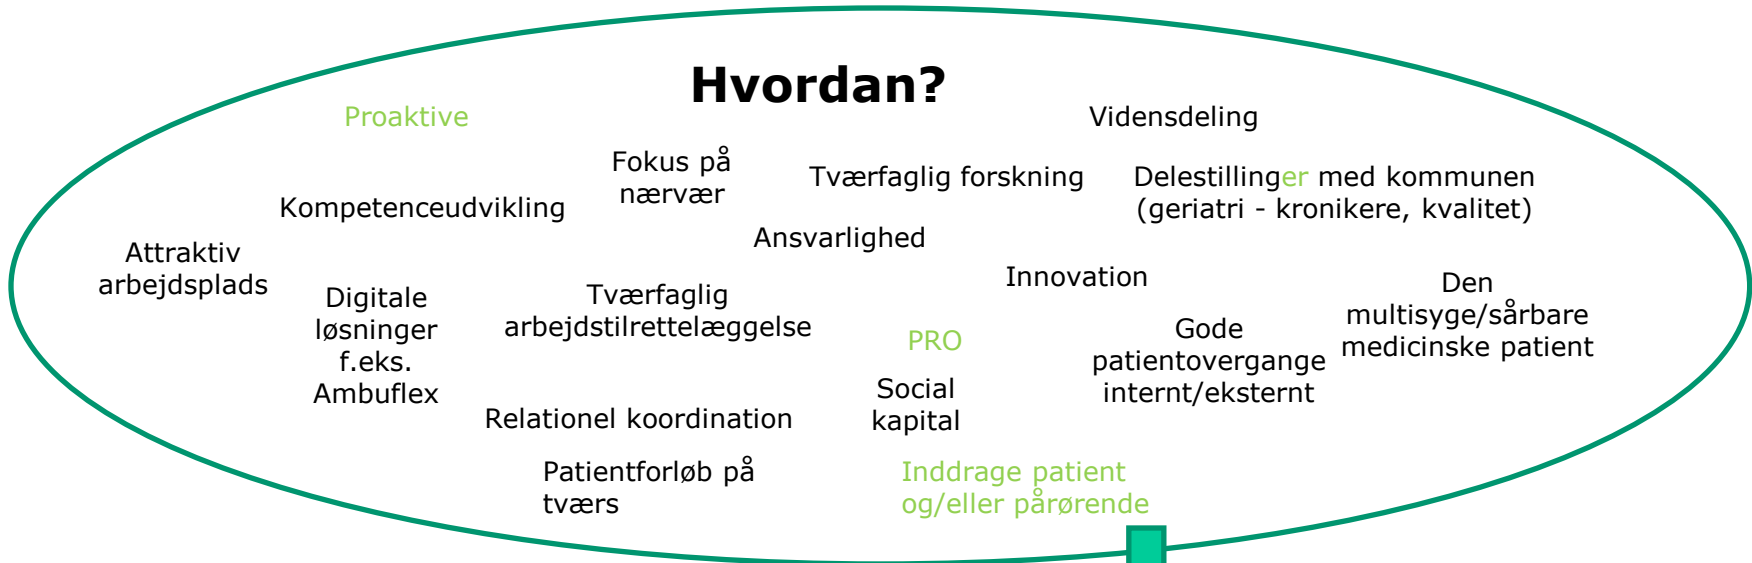 Hvordan?
Proaktive
Vidensdeling
Fokus på
nærvær
Tværfaglig forskning
Delestillinger med kommunen
(geriatri - kronikere, kvalitet)
Kompetenceudvikling
Ansvarlighed
Attraktiv
arbejdsplads
Innovation
Den
multisyge/sårbare
medicinske patient
Digitale
løsninger
f.eks.
Ambuflex
Tværfaglig
arbejdstilrettelæggelse
PRO
Gode
patientovergange
internt/eksternt
Social
kapital
Relationel koordination
Patientforløb på
tværs
Inddrage patient
og/eller pårørende